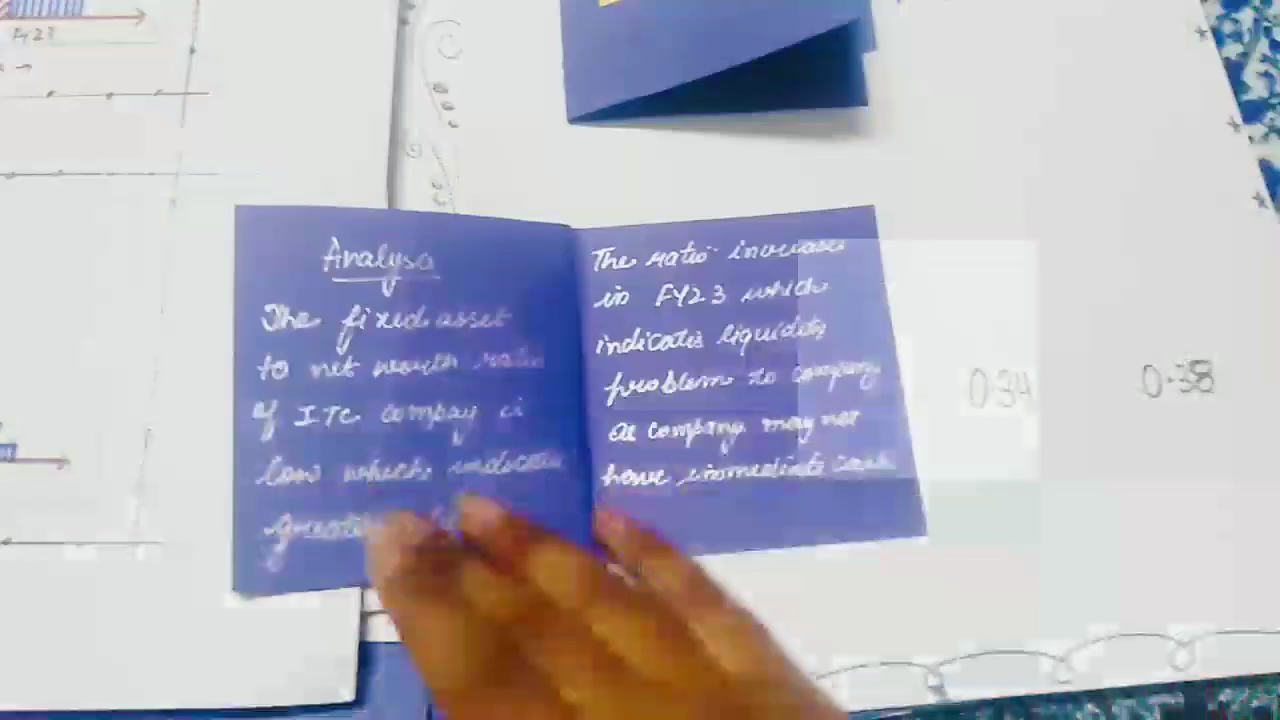 FY23
Analysis
The fixed asset
to net worth ratio
of ITC company is
low which indicates
The ratio increase
in FY23 which
indicates liquidity
problem to company
as company may not
have immediate cash
0.34
0.38